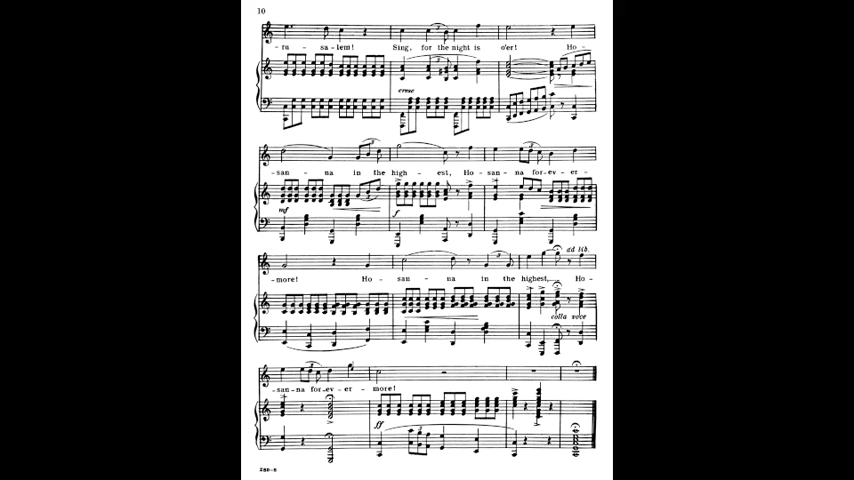 10
- ru - sa - lem! Sing, for the night is o'er! Ho -
cresc
- san - na in the high - est, Ho - san - na for - ev - er -
mf f
ad lib.
- more! Ho - san - na in the highest, Ho -
colla voce
- san - na for - ev - er - more!
ff